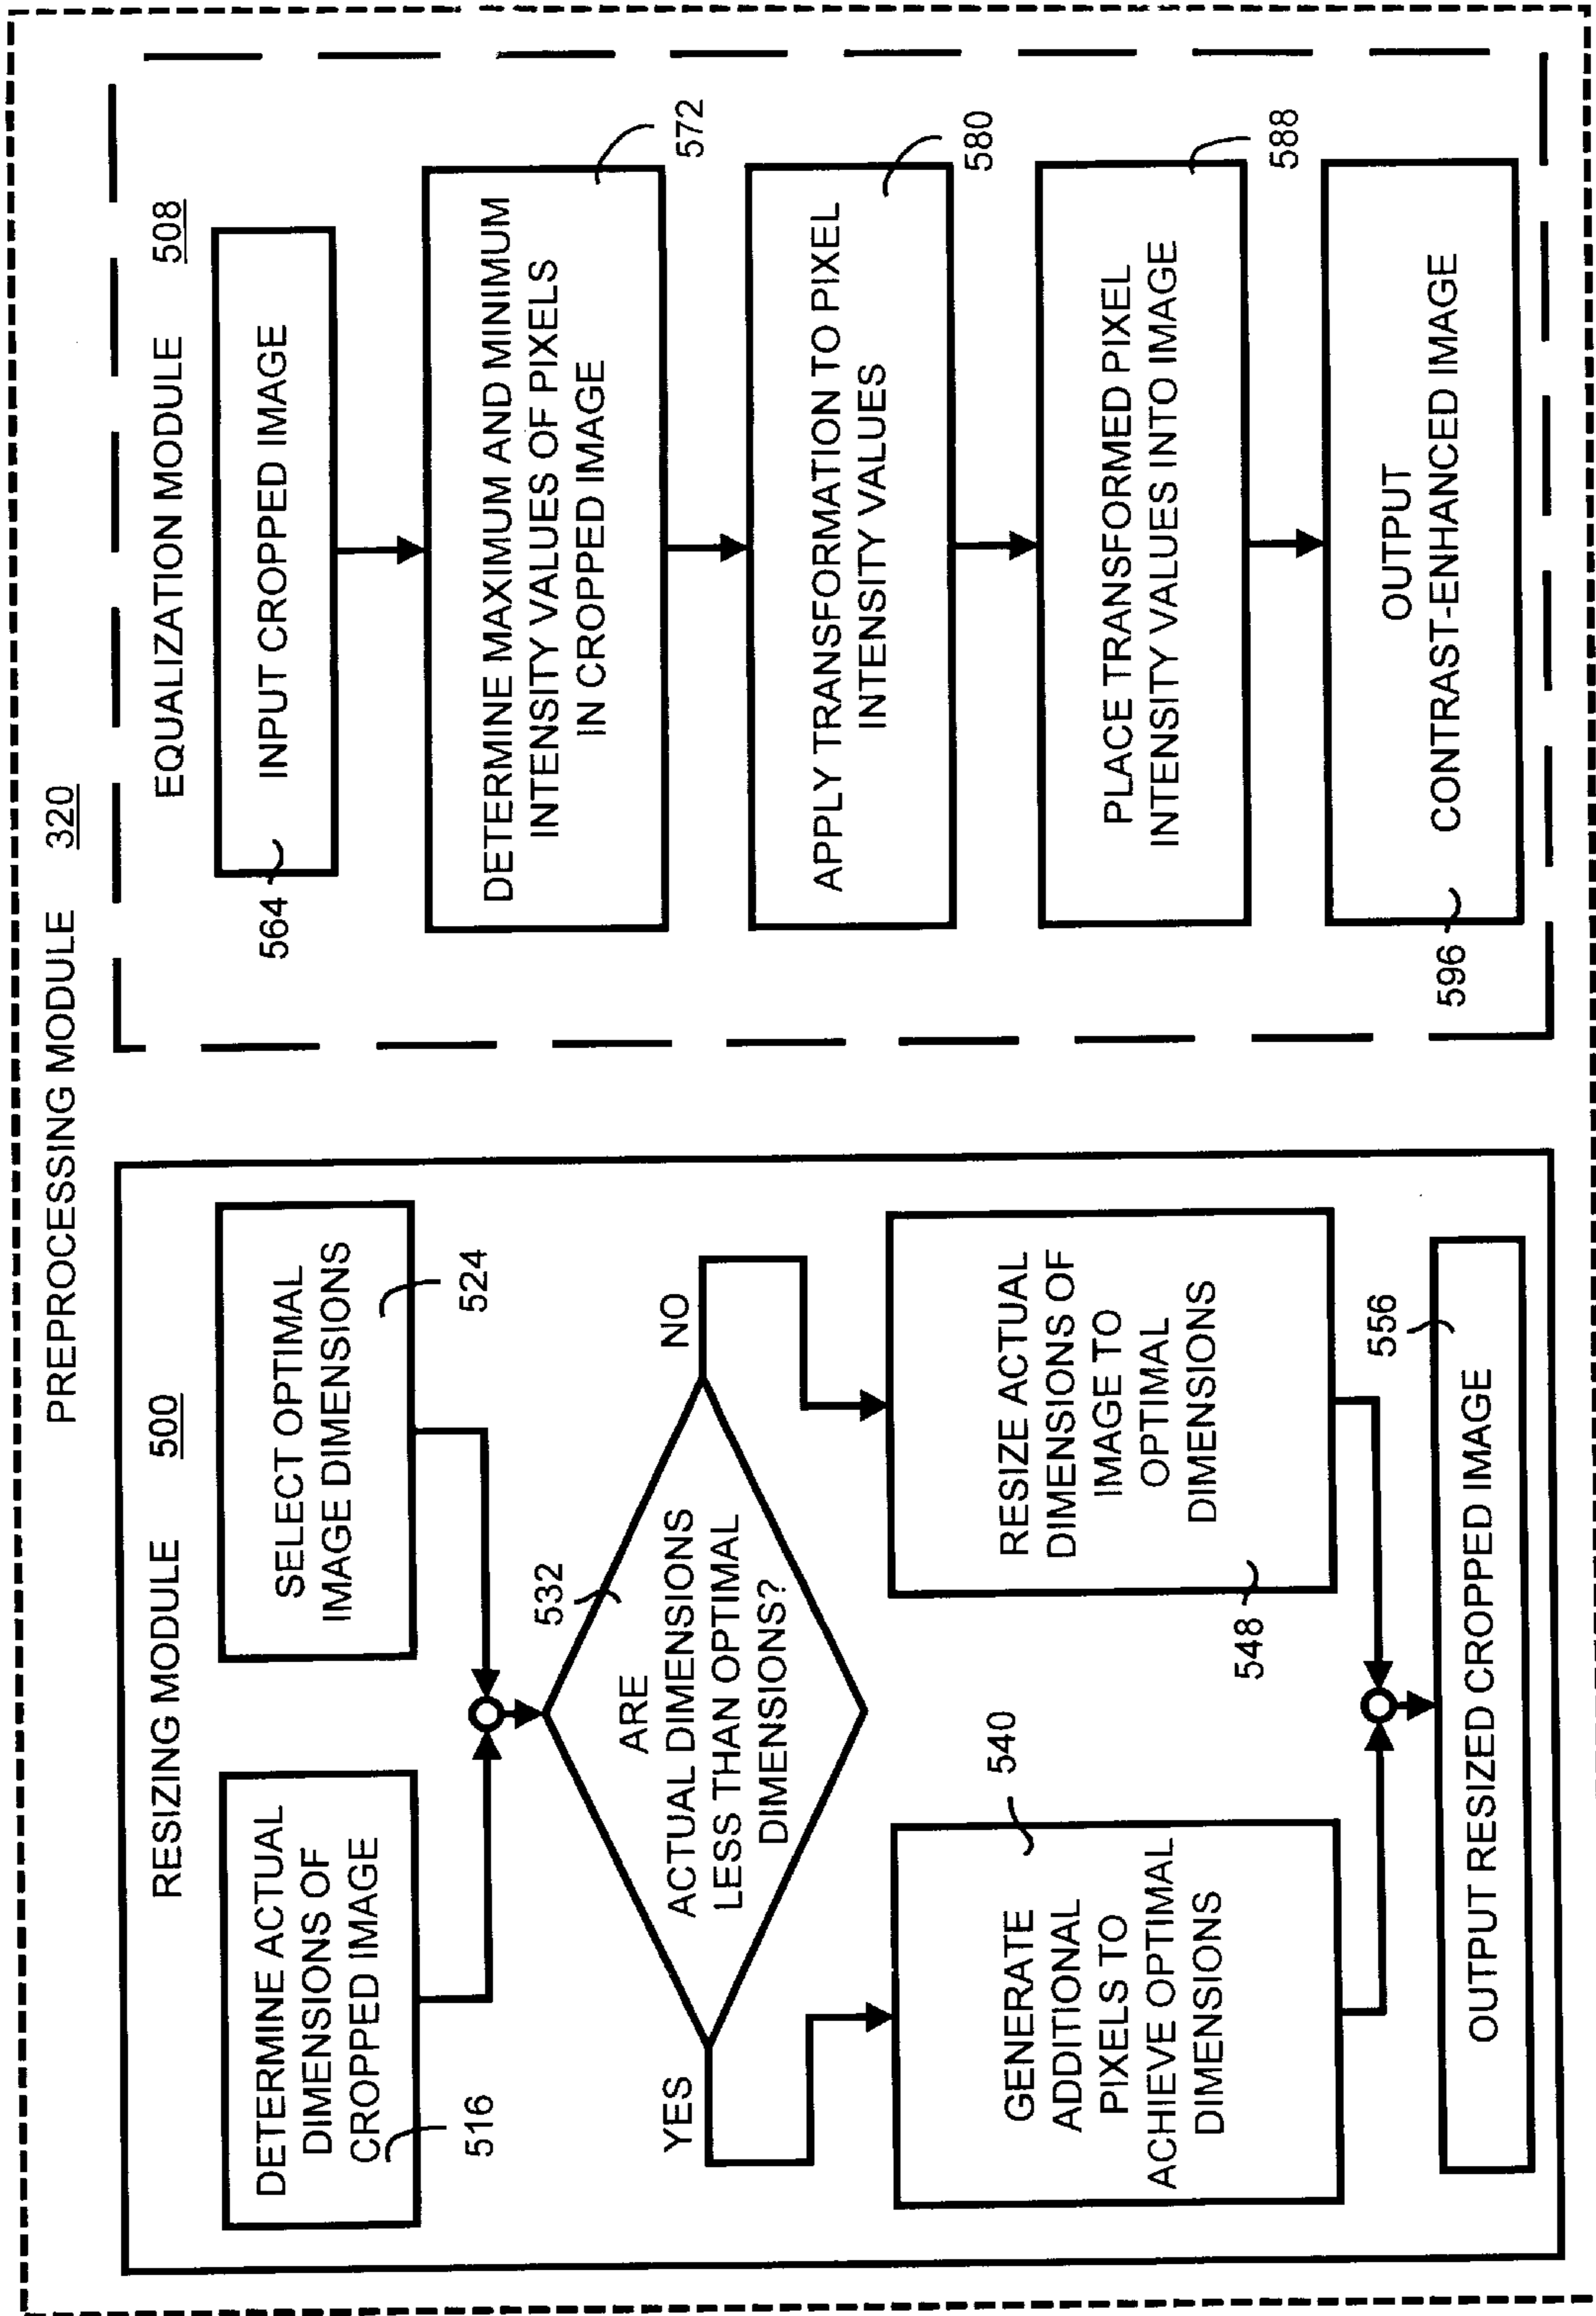 PREPROCESSING MODULE 320
RESIZING MODULE 500
DETERMINE ACTUAL
DIMENSIONS OF
CROPPED IMAGE
516
SELECT OPTIMAL
IMAGE DIMENSIONS
524
532
ARE
ACTUAL DIMENSIONS
LESS THAN OPTIMAL
DIMENSIONS?
YES
NO
GENERATE
ADDITIONAL
PIXELS TO
ACHIEVE OPTIMAL
DIMENSIONS
540
RESIZE ACTUAL
DIMENSIONS OF
IMAGE TO
OPTIMAL
DIMENSIONS
548
OUTPUT RESIZED CROPPED IMAGE
556
EQUALIZATION MODULE 508
INPUT CROPPED IMAGE
564
DETERMINE MAXIMUM AND MINIMUM
INTENSITY VALUES OF PIXELS
IN CROPPED IMAGE
572
APPLY TRANSFORMATION TO PIXEL
INTENSITY VALUES
580
PLACE TRANSFORMED PIXEL
INTENSITY VALUES INTO IMAGE
588
OUTPUT
CONTRAST-ENHANCED IMAGE
596